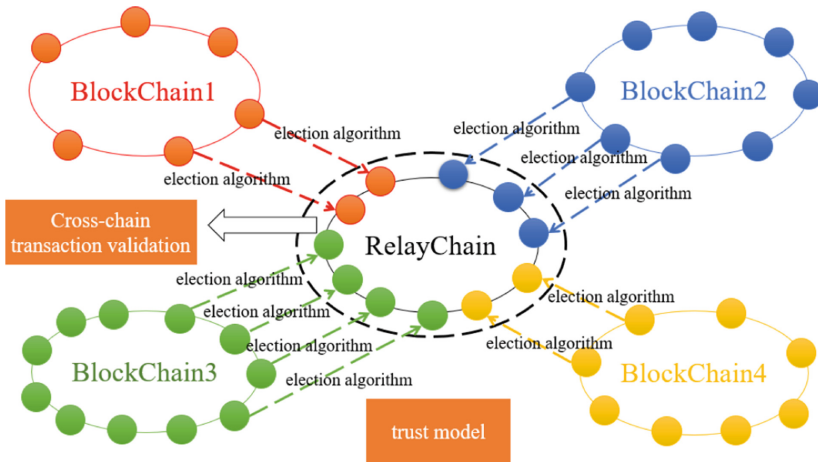 BlockChain1
BlockChain2
election algorithm
election algorithm
election algorithm
election algorithm
election algorithm
Cross-chain
transaction validation
RelayChain
election algorithm
election algorithm
election algorithm
election algorithm
election algorithm
election algorithm
BlockChain3
BlockChain4
trust model